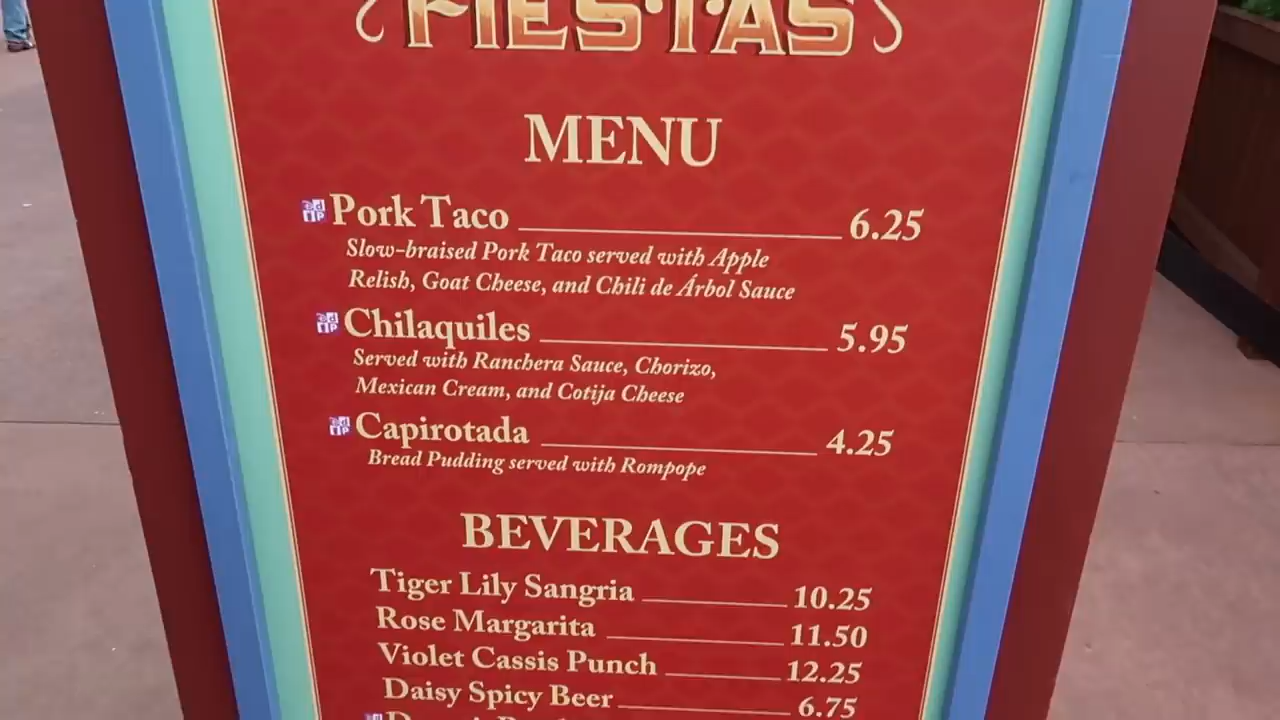 FIESTAS
MENU
Pork Taco 6.25
Slow-braised Pork Taco served with Apple
Relish, Goat Cheese, and Chili de Árbol Sauce
Chilaquiles 5.95
Served with Ranchera Sauce, Chorizo,
Mexican Cream, and Cotija Cheese
Capirotada 4.25
Bread Pudding served with Rompope
BEVERAGES
Tiger Lily Sangria 10.25
Rose Margarita 11.50
Violet Cassis Punch 12.25
Daisy Spicy Beer 6.75